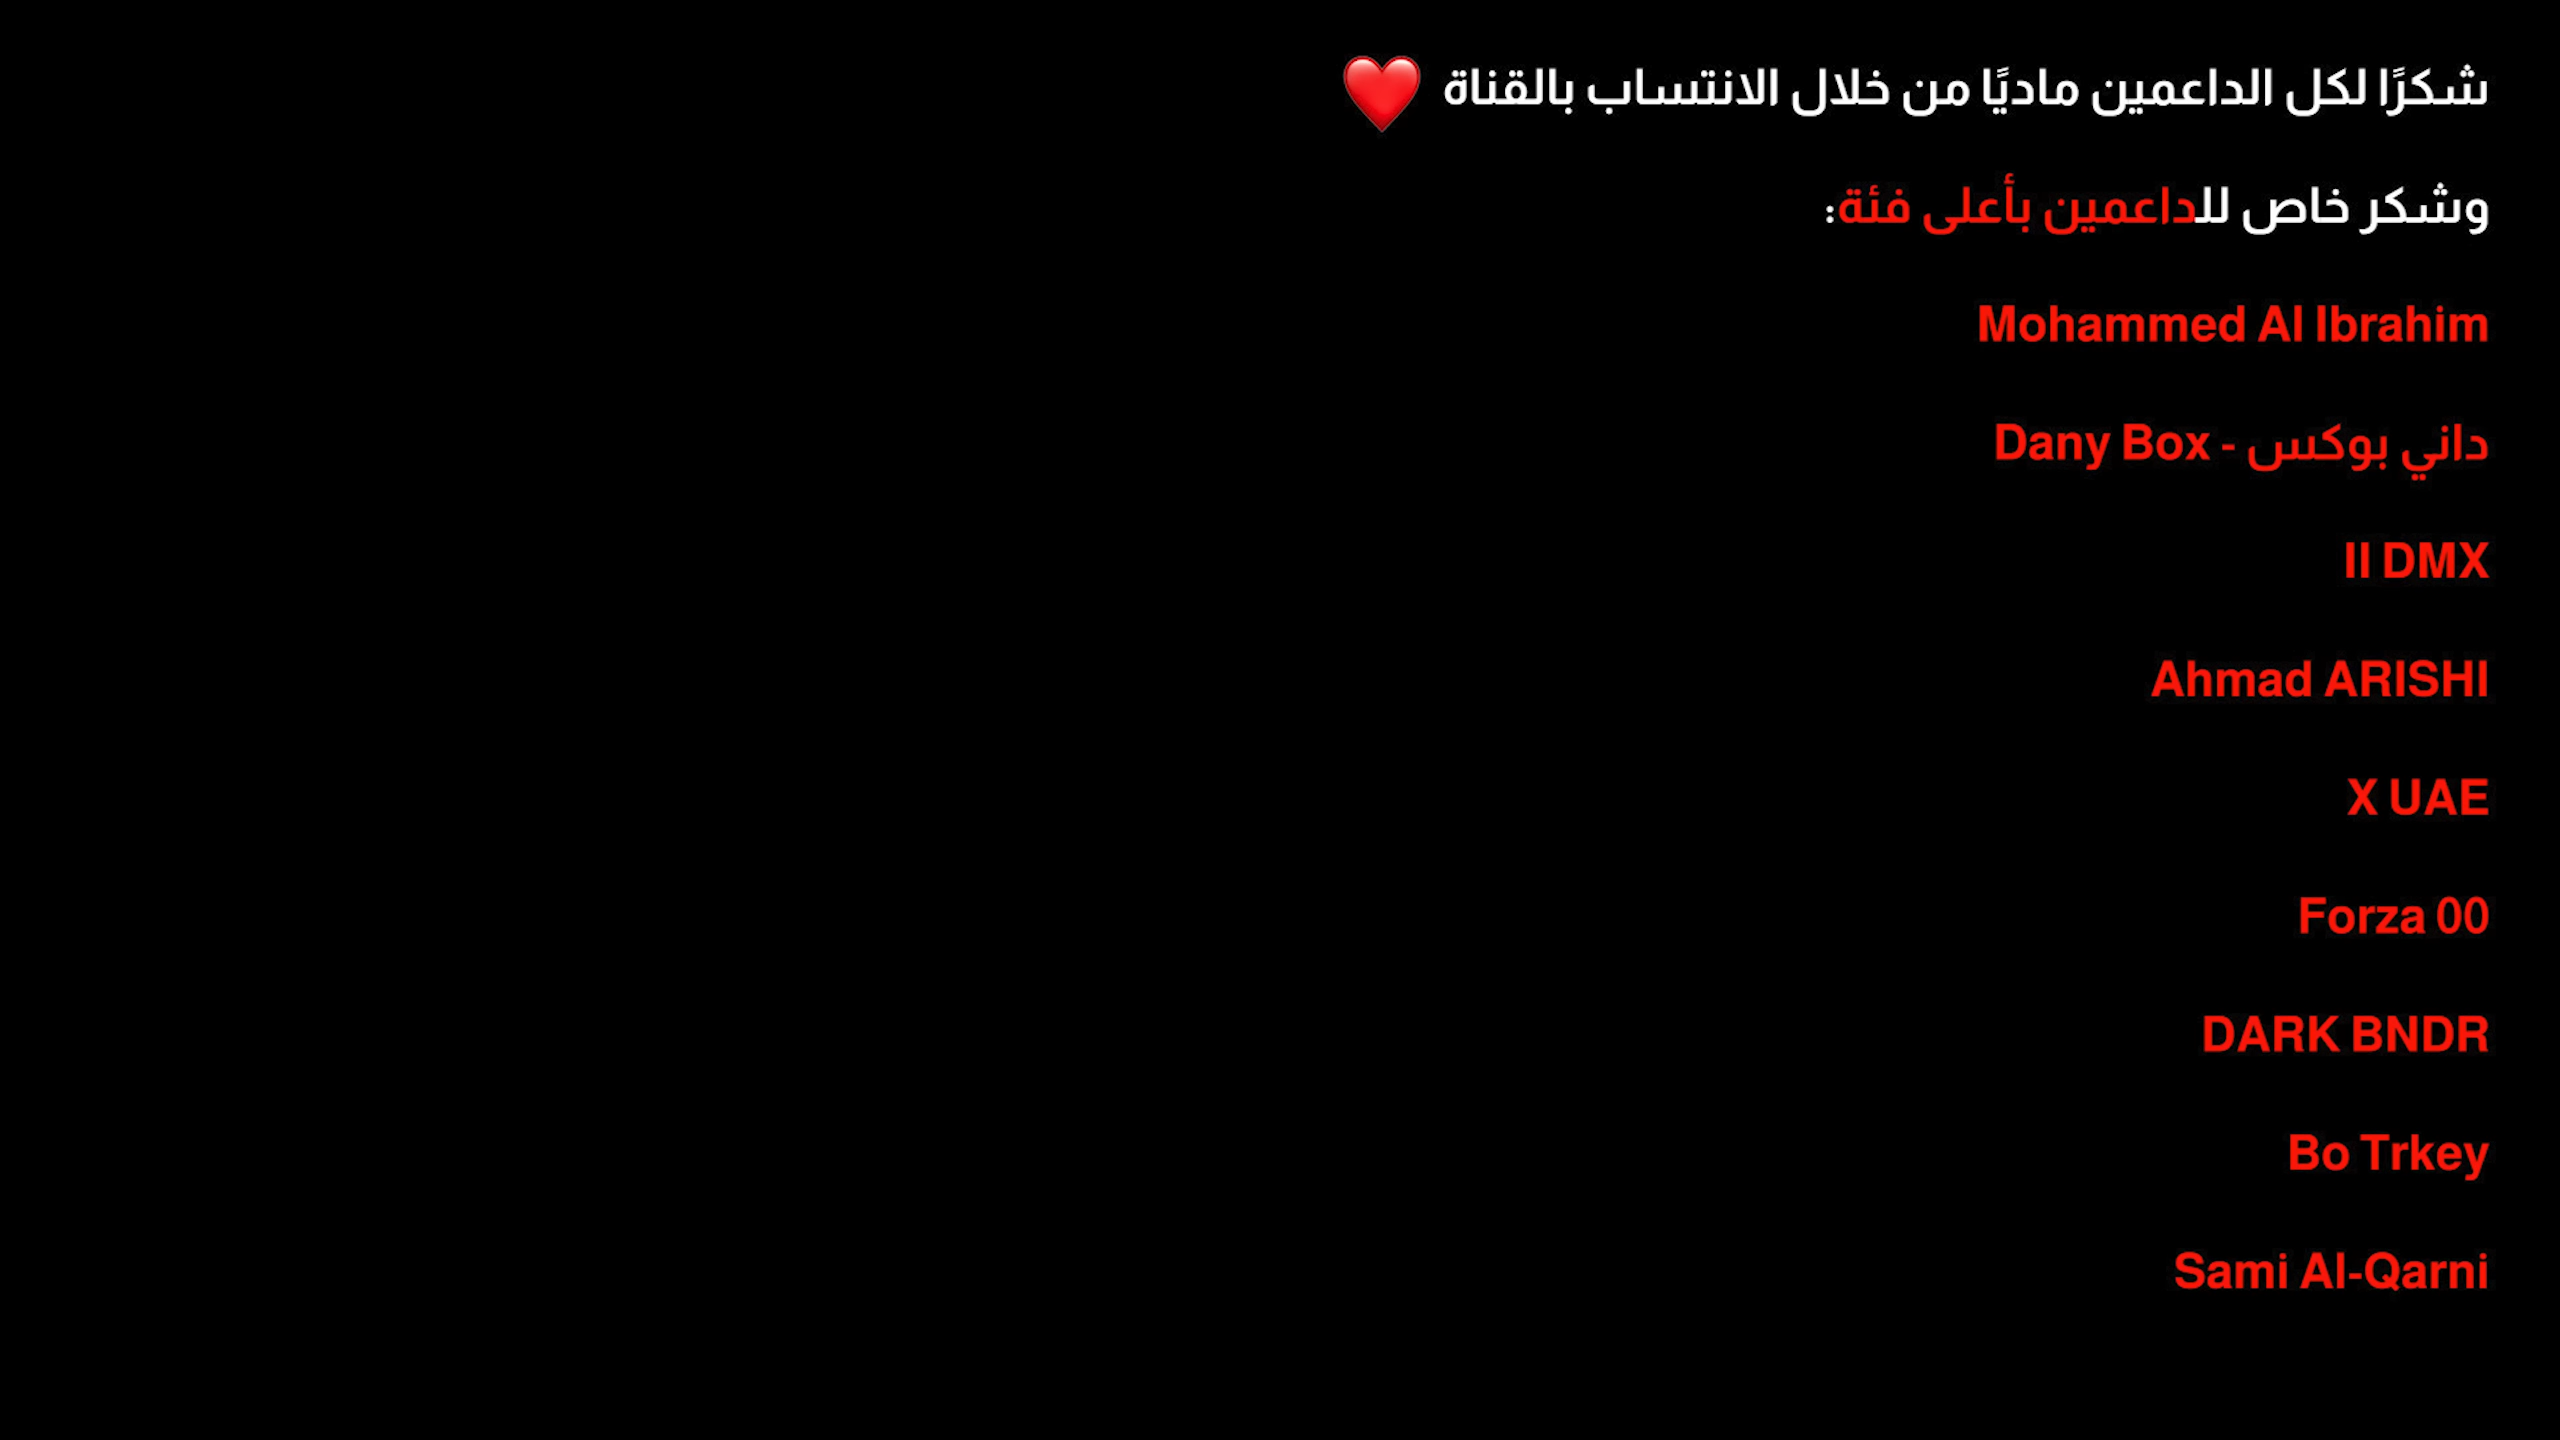 شكرًا لكل الداعمين ماديًا من خلال الانتساب بالقناة ❤️
وشكر خاص للداعمين بأعلى فئة:
Mohammed Al Ibrahim
داني بوكس - Dany Box
II DMX
Ahmad ARISHI
X UAE
Forza 00
DARK BNDR
Bo Trkey
Sami Al-Qarni